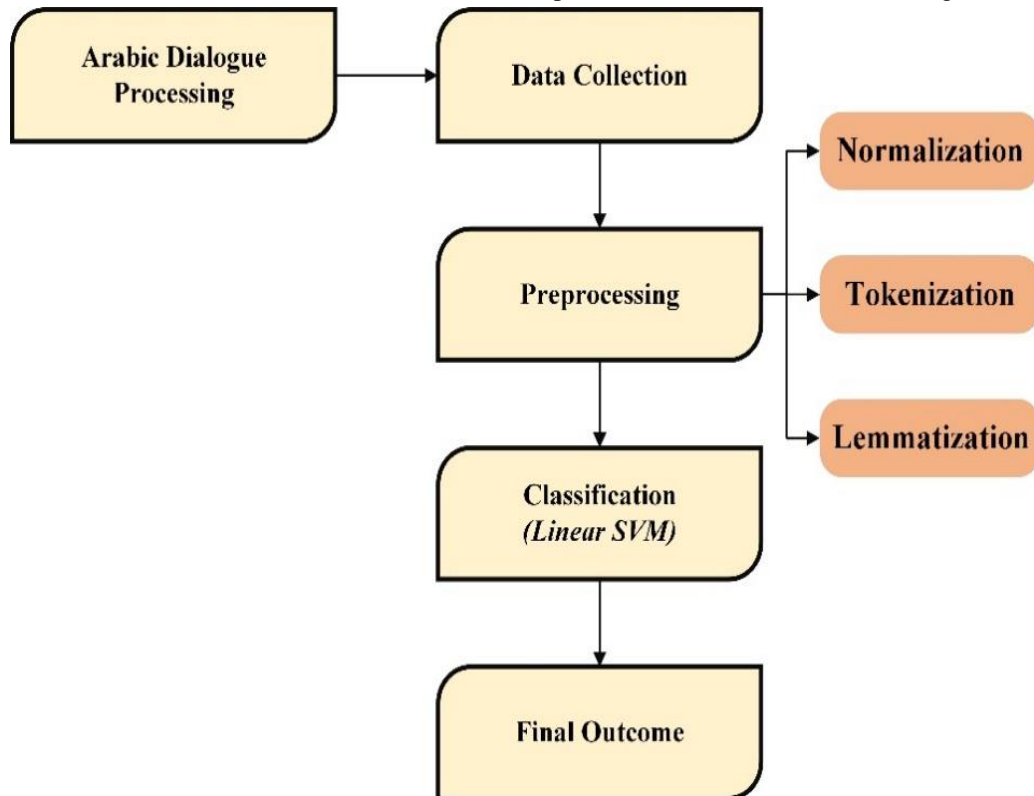 Arabic Dialogue
Processing
Data Collection
Normalization
Preprocessing
Tokenization
Lemmatization
Classification
(Linear SVM)
Final Outcome